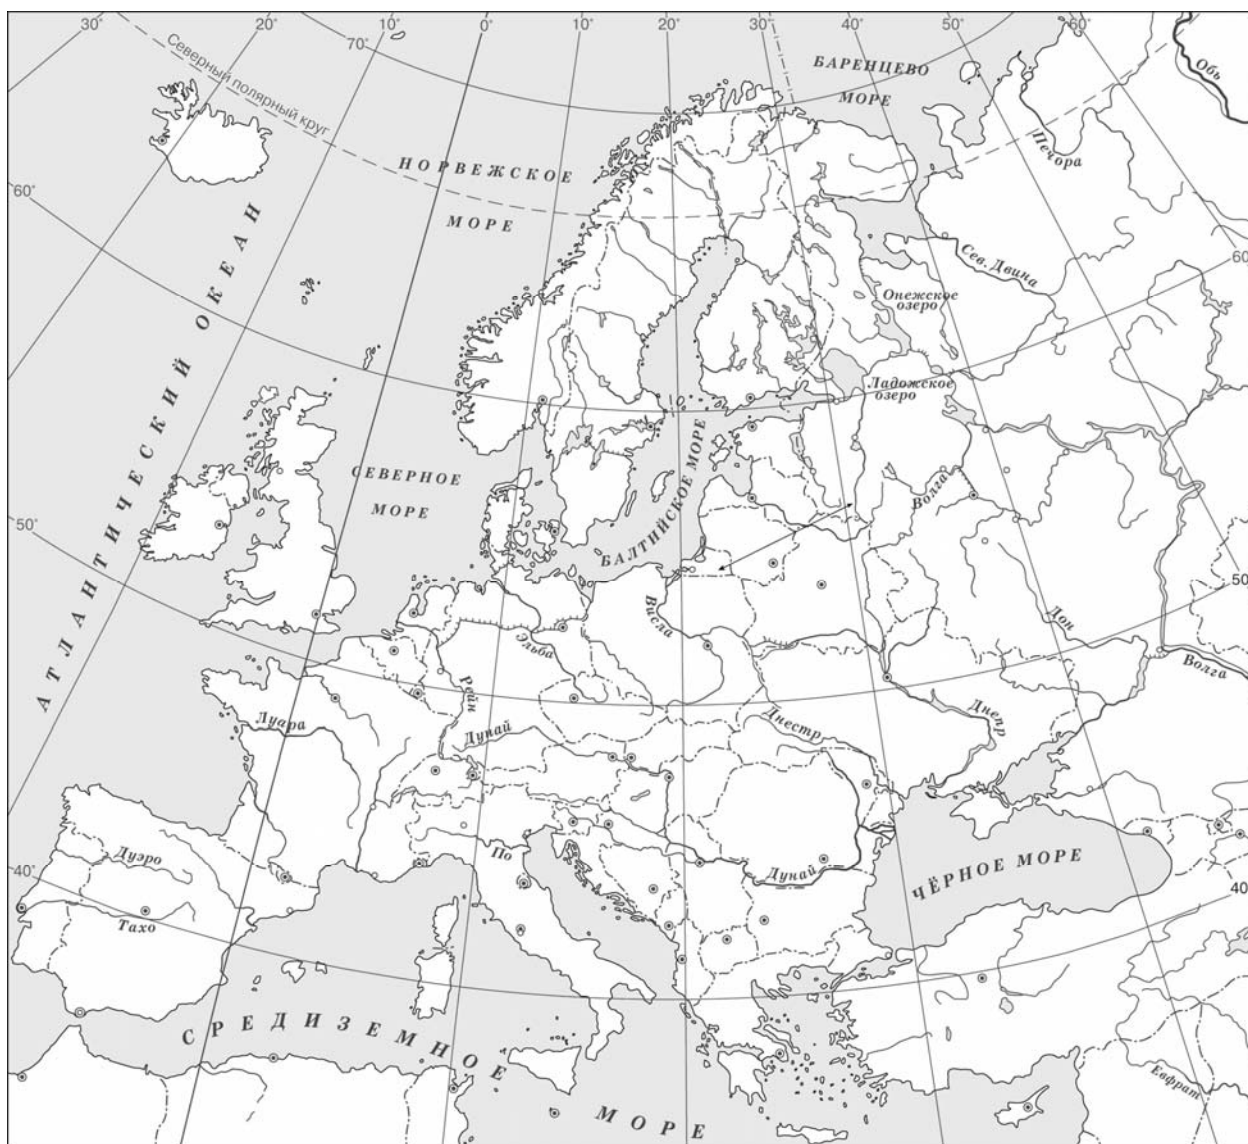 30°
20°
10°
0°
10°
20°
30°
40°
50°
60°
70°
Северный полярный
круг
БАРЕНЦЕВО
МОРЕ
Обь
Печора
НОРВЕЖСКОЕ
МОРЕ
60°
60
Сев. Двина
Онежское
озеро
Ладожское
озеро
АТЛАНТИЧЕСКИЙ ОКЕАН
СЕВЕРНОЕ
МОРЕ
БАЛТИЙСКОЕ МОРЕ
Волга
50°
50
Висла
Эльба
Рейн
Дон
Волга
Луара
Дунай
Днестр
Днепр
Дуэро
По
Дунай
ЧЁРНОЕ МОРЕ
40°
40
Тахо
СРЕДИЗЕМНОЕ
МОРЕ
Евфрат